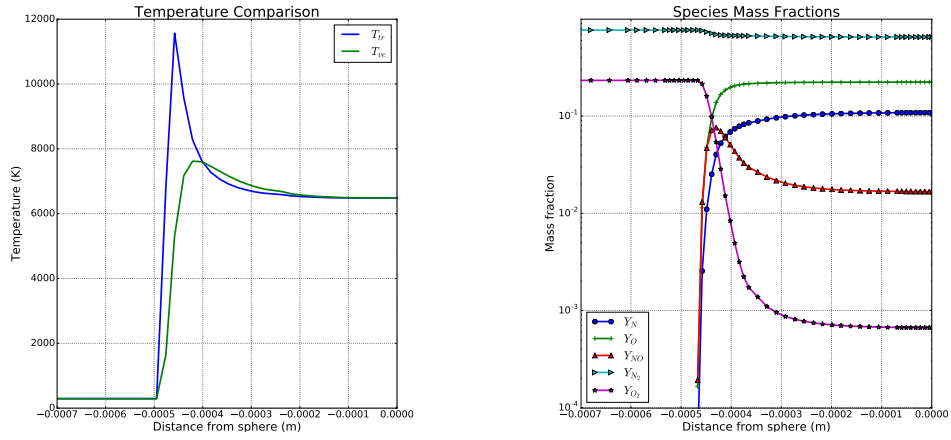 Temperature Comparison
12000
10000
8000
6000
4000
2000
0
Temperature (K)
T_tr
T_ve
−0.0007 −0.0006 −0.0005 −0.0004 −0.0003 −0.0002 −0.0001 0.0000
Distance from sphere (m)
Species Mass Fractions
10^-1
10^-2
10^-3
10^-4
Mass fraction
Y_N
Y_O
Y_NO
Y_N_2
Y_O_2
−0.0007 −0.0006 −0.0005 −0.0004 −0.0003 −0.0002 −0.0001 0.0000
Distance from sphere (m)